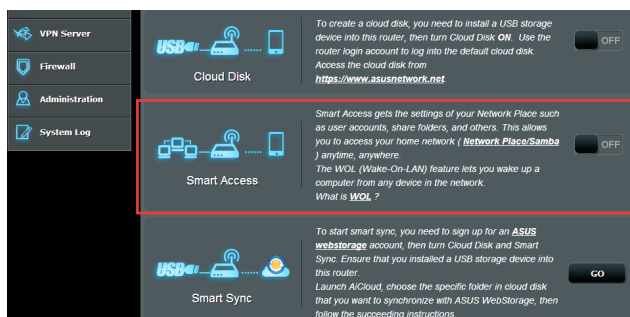 VPN Server
Firewall
Administration
System Log
USB
Cloud Disk
To create a cloud disk, you need to install a USB storage
device into this router, then turn Cloud Disk ON. Use the
router login account to log into the default cloud disk.
Access the cloud disk from
https://www.asusnetwork.net.
OFF
Smart Access
Smart Access gets the settings of your Network Place such
as user accounts, share folders, and others. This allows
you to access your home network ( Network Place/Samba
) anytime, anywhere.
The WOL (Wake-On-LAN) feature lets you wake up a
computer from any device in the network.
What is WOL ?
OFF
USB
Smart Sync
To start smart sync, you need to sign up for an ASUS
webstorage account, then turn Cloud Disk and Smart
Sync. Ensure that you installed a USB storage device into
this router.
Launch AiCloud, choose the specific folder in cloud disk
that you want to synchronize with ASUS WebStorage, then
follow the succeeding instructions
GO